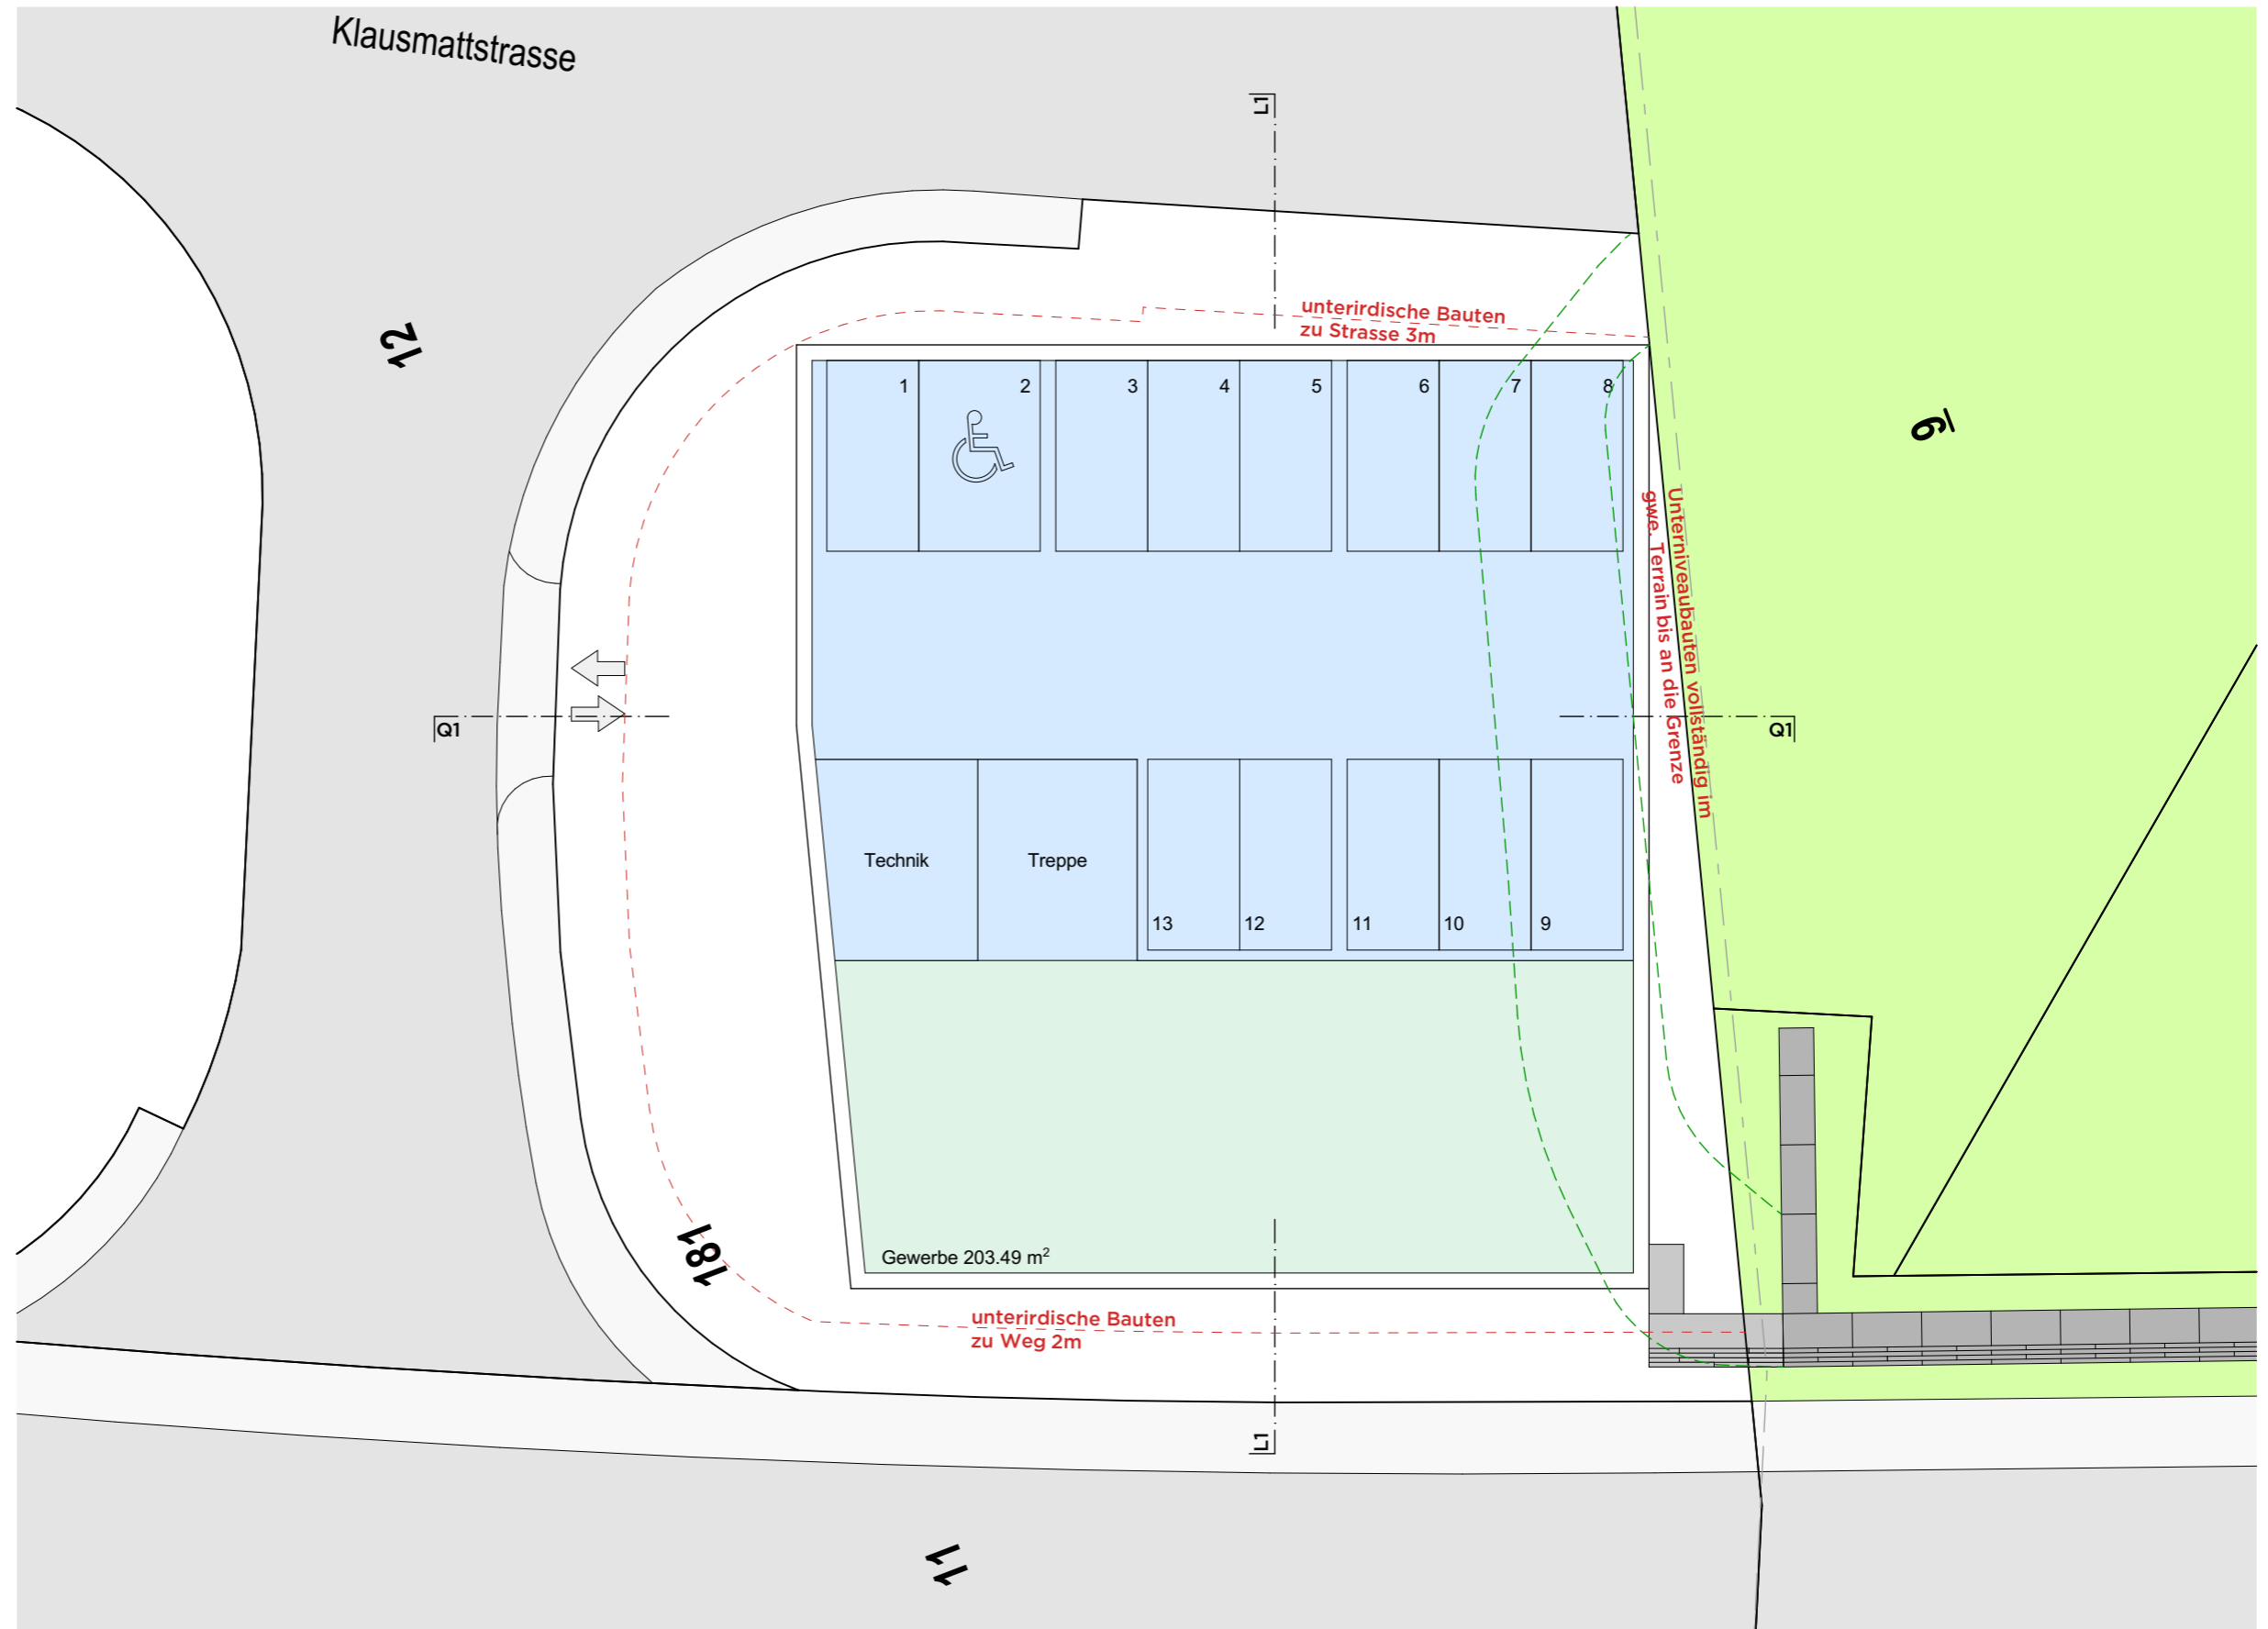 Klausmattstrasse
L1
12
unterirdische Bauten
zu Strasse 3m
1
2
3
4
5
6
7
8
9
Unterniveaubauten vollständig im
gwe. Terrain bis an die Grenze
Q1
Q1
Technik
Treppe
13
12
11
10
9
181
Gewerbe 203.49 m²
unterirdische Bauten
zu Weg 2m
L1
11